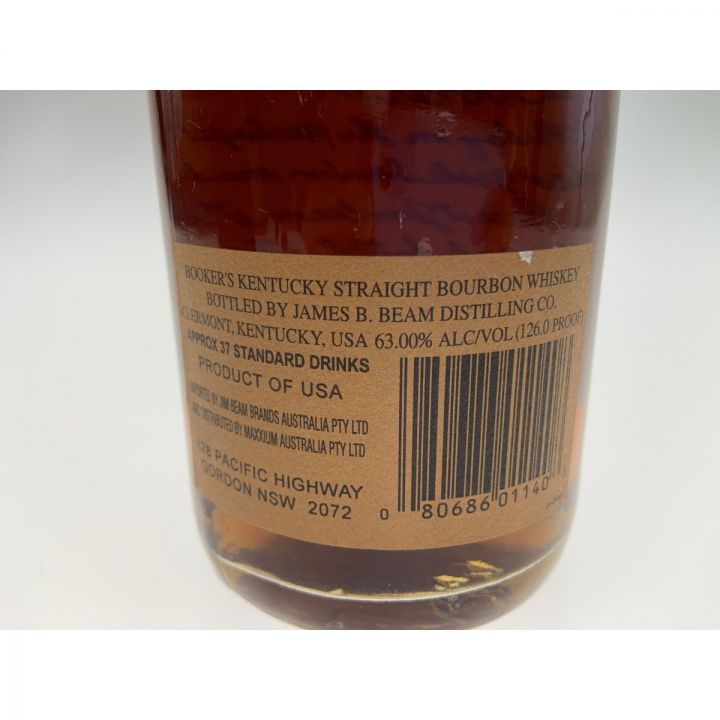 BOOKER'S KENTUCKY STRAIGHT BOURBON WHISKEY
BOTTLED BY JAMES B. BEAM DISTILLING CO.
CLERMONT, KENTUCKY, USA 63.00% ALC/VOL (126.0 PROOF)
APPROX 37 STANDARD DRINKS
PRODUCT OF USA
IMPORTED BY JIM BEAM BRANDS AUSTRALIA PTY LTD
AND DISTRIBUTED BY MAXXIUM AUSTRALIA PTY LTD
828 PACIFIC HIGHWAY
GORDON NSW 2072
0 80686 01140